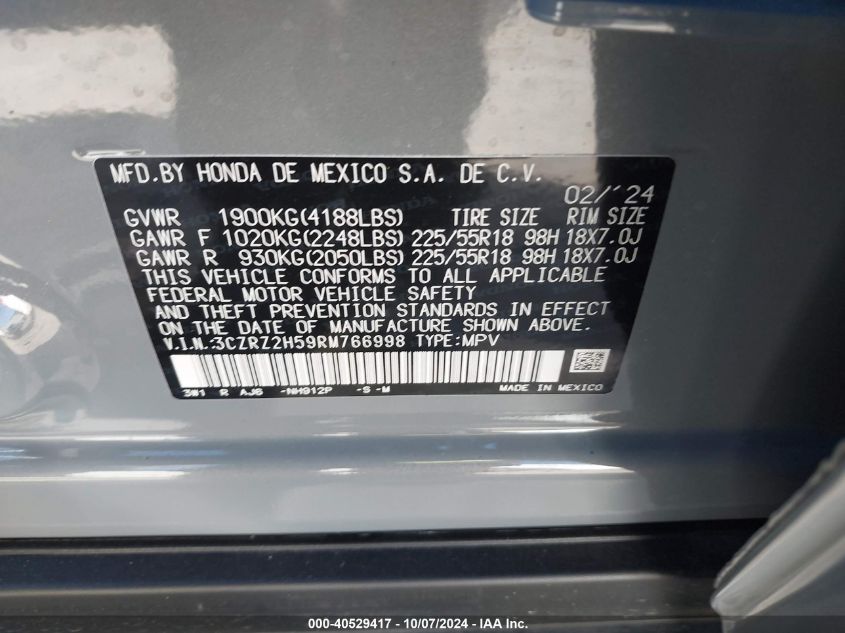 MFD.BY HONDA DE MEXICO S.A. DE C.V.
02/'24
GVWR 1900KG(4188LBS) TIRE SIZE RIM SIZE
GAWR F 1020KG(2248LBS) 225/55R18 98H 18X7.0J
GAWR R 930KG(2050LBS) 225/55R18 98H 18X7.0J
THIS VEHICLE CONFORMS TO ALL APPLICABLE
FEDERAL MOTOR VEHICLE SAFETY
AND THEFT PREVENTION STANDARDS IN EFFECT
ON THE DATE OF MANUFACTURE SHOWN ABOVE.
V.I.N.:3CZRZ2H59RM766998 TYPE:MPV
3W1 R AJ6 -NH912P -S-M MADE IN MEXICO
000-40529417 - 10/07/2024 - © IAA Inc.